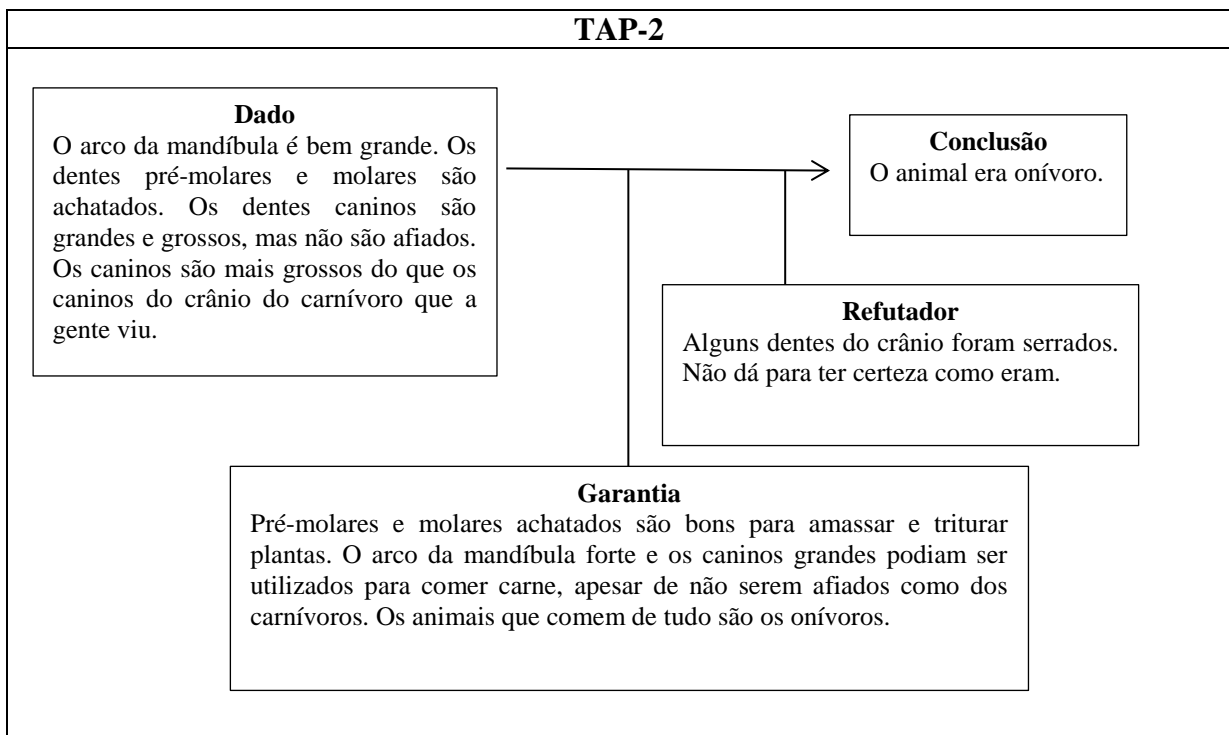 TAP-2
Dado
O arco da mandíbula é bem grande. Os
dentes pré-molares e molares são
achatados. Os dentes caninos são
grandes e grossos, mas não são afiados.
Os caninos são mais grossos do que os
caninos do crânio do carnívoro que a
gente viu.
Conclusão
O animal era onívoro.
Refutador
Alguns dentes do crânio foram serrados.
Não dá para ter certeza como eram.
Garantia
Pré-molares e molares achatados são bons para amassar e triturar
plantas. O arco da mandíbula forte e os caninos grandes podiam ser
utilizados para comer carne, apesar de não serem afiados como dos
carnívoros. Os animais que comem de tudo são os onívoros.